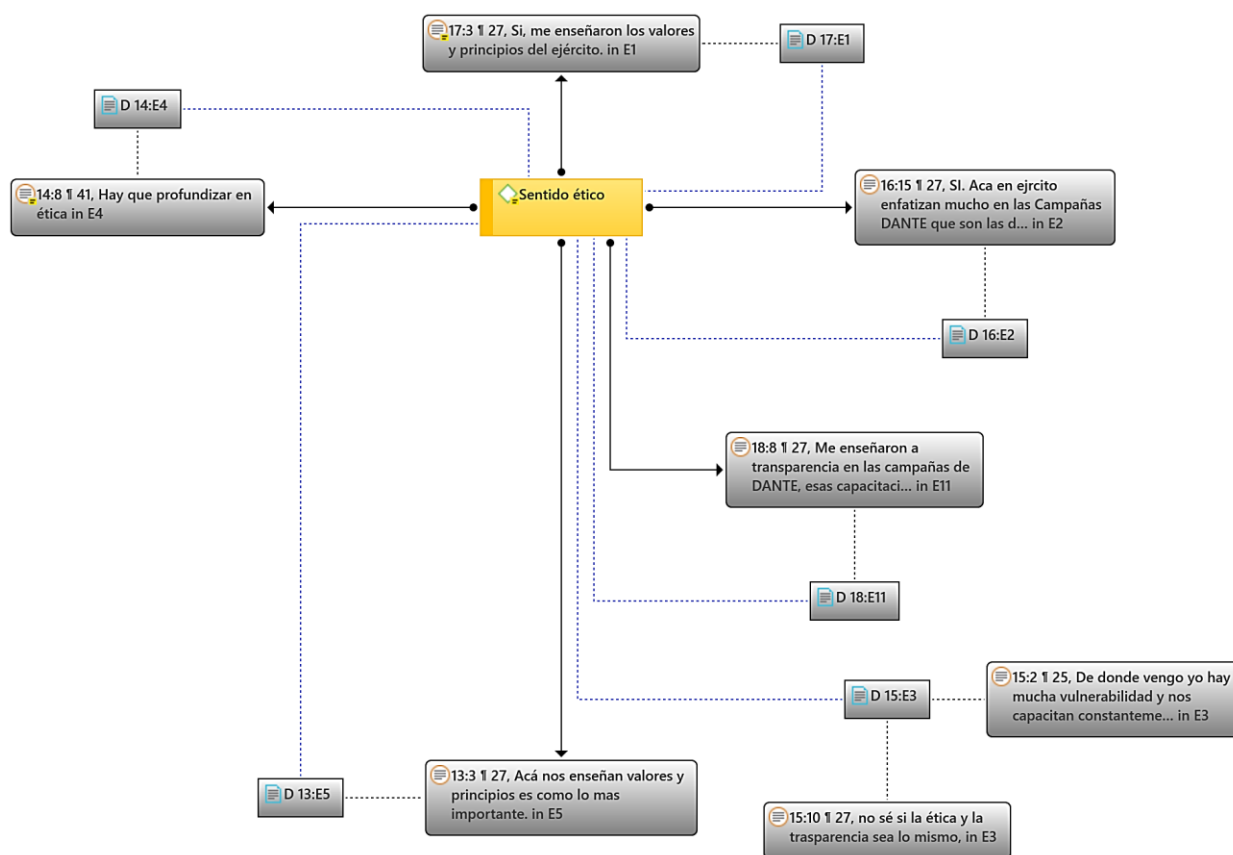 17:3 ¶ 27, Si, me enseñaron los valores
y principios del ejército. in E1
D 17:E1
D 14:E4
14:8 ¶ 41, Hay que profundizar en
ética in E4
Sentido ético
16:15 ¶ 27, SI. Aca en ejrcito
enfatizan mucho en las Campañas
DANTE que son las d... in E2
D 16:E2
18:8 ¶ 27, Me enseñaron a
transparencia en las campañas de
DANTE, esas capacitaci... in E11
D 18:E11
D 15:E3
15:2 ¶ 25, De donde vengo yo hay
mucha vulnerabilidad y nos
capacitan constanteme... in E3
D 13:E5
13:3 ¶ 27, Acá nos enseñan valores y
principios es como lo mas
importante. in E5
15:10 ¶ 27, no sé si la ética y la
trasparencia sea lo mismo, in E3